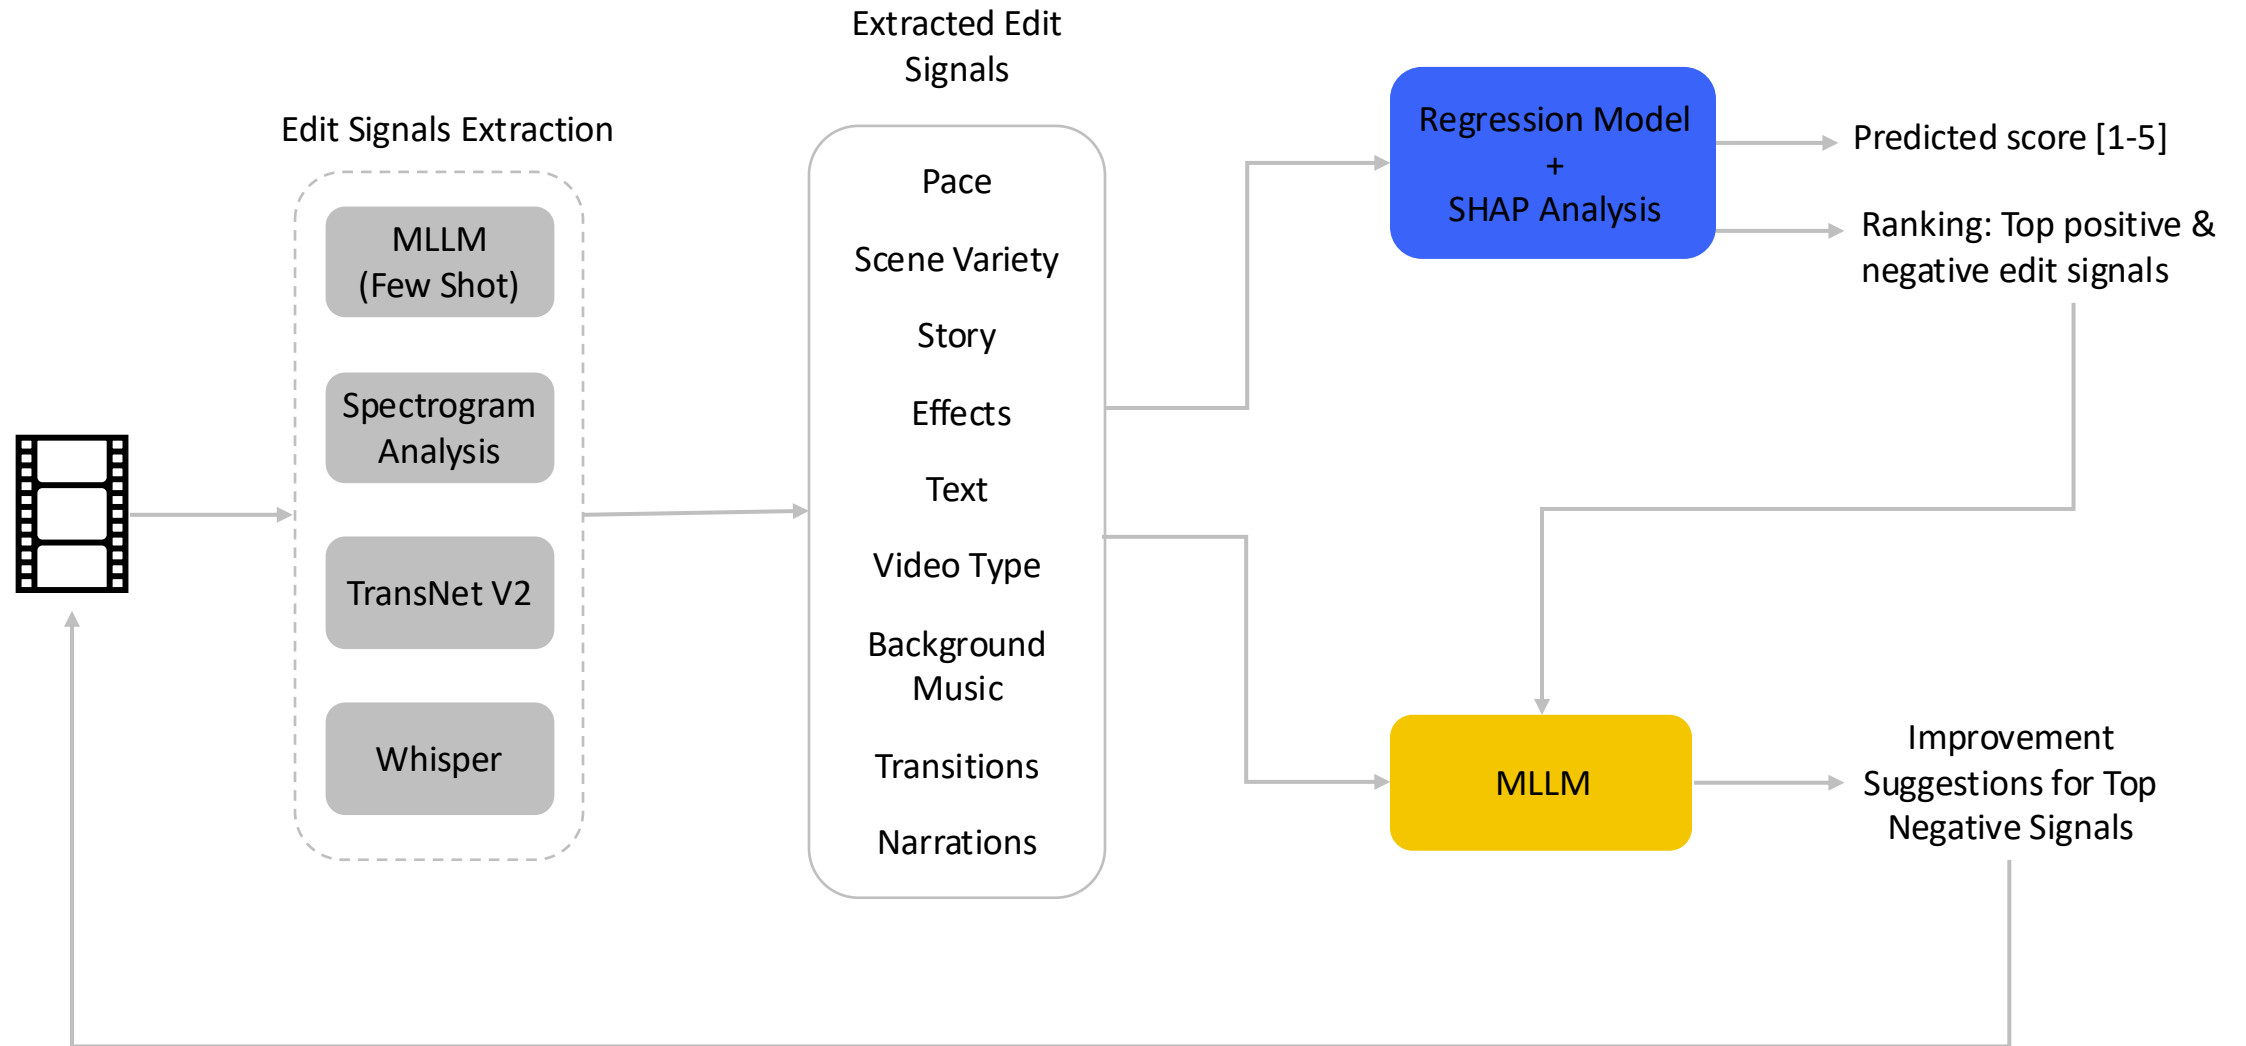 Edit Signals Extraction
MLLM
(Few Shot)
Spectrogram
Analysis
TransNet V2
Whisper
Extracted Edit
Signals
Pace
Scene Variety
Story
Effects
Text
Video Type
Background
Music
Transitions
Narrations
Regression Model
+
SHAP Analysis
Predicted score [1-5]
Ranking: Top positive &
negative edit signals
MLLM
Improvement
Suggestions for Top
Negative Signals